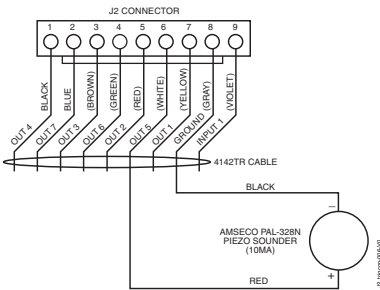 J2 CONNECTOR
1 2 3 4 5 6 7 8 9
BLACK
BLUE
(BROWN)
(GREEN)
(RED)
(WHITE)
(YELLOW)
(GRAY)
(VIOLET)
OUT 4
OUT 7
OUT 3
OUT 6
OUT 2
OUT 5
OUT 1
GROUND
INPUT 1
4142TR CABLE
BLACK
–
AMSECO PAL-328N
PIEZO SOUNDER
(10MA)
+
RED